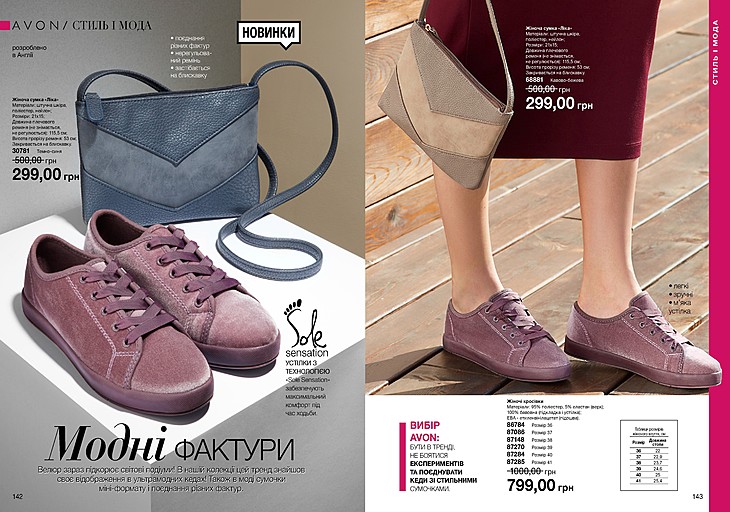 AVON / СТИЛЬ І МОДА
розроблено
в Англії
• поєднання
різних фактур
• нерегульова-
ний ремінь
• застібається
на блискавку
НОВИНКИ
Жіноча сумка «Ліка»
Матеріали: штучна шкіра,
поліестер, нейлон;
Розміри: 21х15;
Довжина плечового
ременя (не знімається,
не регулюється): 115,5 см;
Висота прорізу ременя: 53 см;
Закривається на блискавку.
30781 Темно-синя
500,00 грн
299,00 грн
Sole
sensation
УСТІЛКИ З
ТЕХНОЛОГІЄЮ
«Sole Sensation»
забезпечують
максимальний
комфорт під
час ходьби.
Модні ФАКТУРИ
Велюр зараз підкорює світові подіуми! В нашій колекції цей тренд знайшов
своє відображення в ультрамодних кедах! Також в моді сумочки
міні-формату і поєднання різних фактур.
142
Жіноча сумка «Ліка»
Матеріали: штучна шкіра,
поліестер, нейлон;
Розміри: 21х15;
Довжина плечового
ременя (не знімається,
не регулюється): 115,5 см;
Висота прорізу ременя: 53 см;
Закривається на блискавку.
68881 Кавово-бежева
500,00 грн
299,00 грн
СТИЛЬ І МОДА
• легкі
• зручні
• м'яка
устілка
ВИБІР
AVON:
БУТИ В ТРЕНДІ,
НЕ БОЯТИСЯ
ЕКСПЕРИМЕНТІВ
ТА ПОЄДНУВАТИ
КЕДИ ЗІ СТИЛЬНИМИ
СУМОЧКАМИ.
Жіночі кросівки
Матеріали: 95% поліестер, 5% еластан (верх);
100% бавовна (підкладка і устілка);
ЕВА - етиленвінілацетат (підошва).
86784 Розмір 36
87086 Розмір 37
87148 Розмір 38
87270 Розмір 39
87284 Розмір 40
87285 Розмір 41
1000,00 грн
799,00 грн
Таблиця розмірів
жіночого взуття, см
Розмір Довжина стопи
36 22
37 22.9
38 23.7
39 24.6
40 25
41 25.4
143